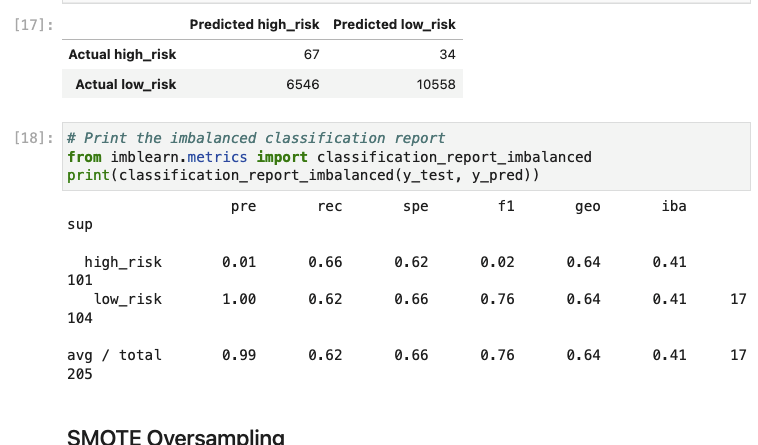 [17]:
Predicted high_risk Predicted low_risk
Actual high_risk 67 34
Actual low_risk 6546 10558
[18]: # Print the imbalanced classification report
from imblearn.metrics import classification_report_imbalanced
print(classification_report_imbalanced(y_test, y_pred))
pre rec spe f1 geo iba
sup
high_risk 0.01 0.66 0.62 0.02 0.64 0.41
101
low_risk 1.00 0.62 0.66 0.76 0.64 0.41 17
104
avg / total 0.99 0.62 0.66 0.76 0.64 0.41 17
205
SMOTE Oversampling